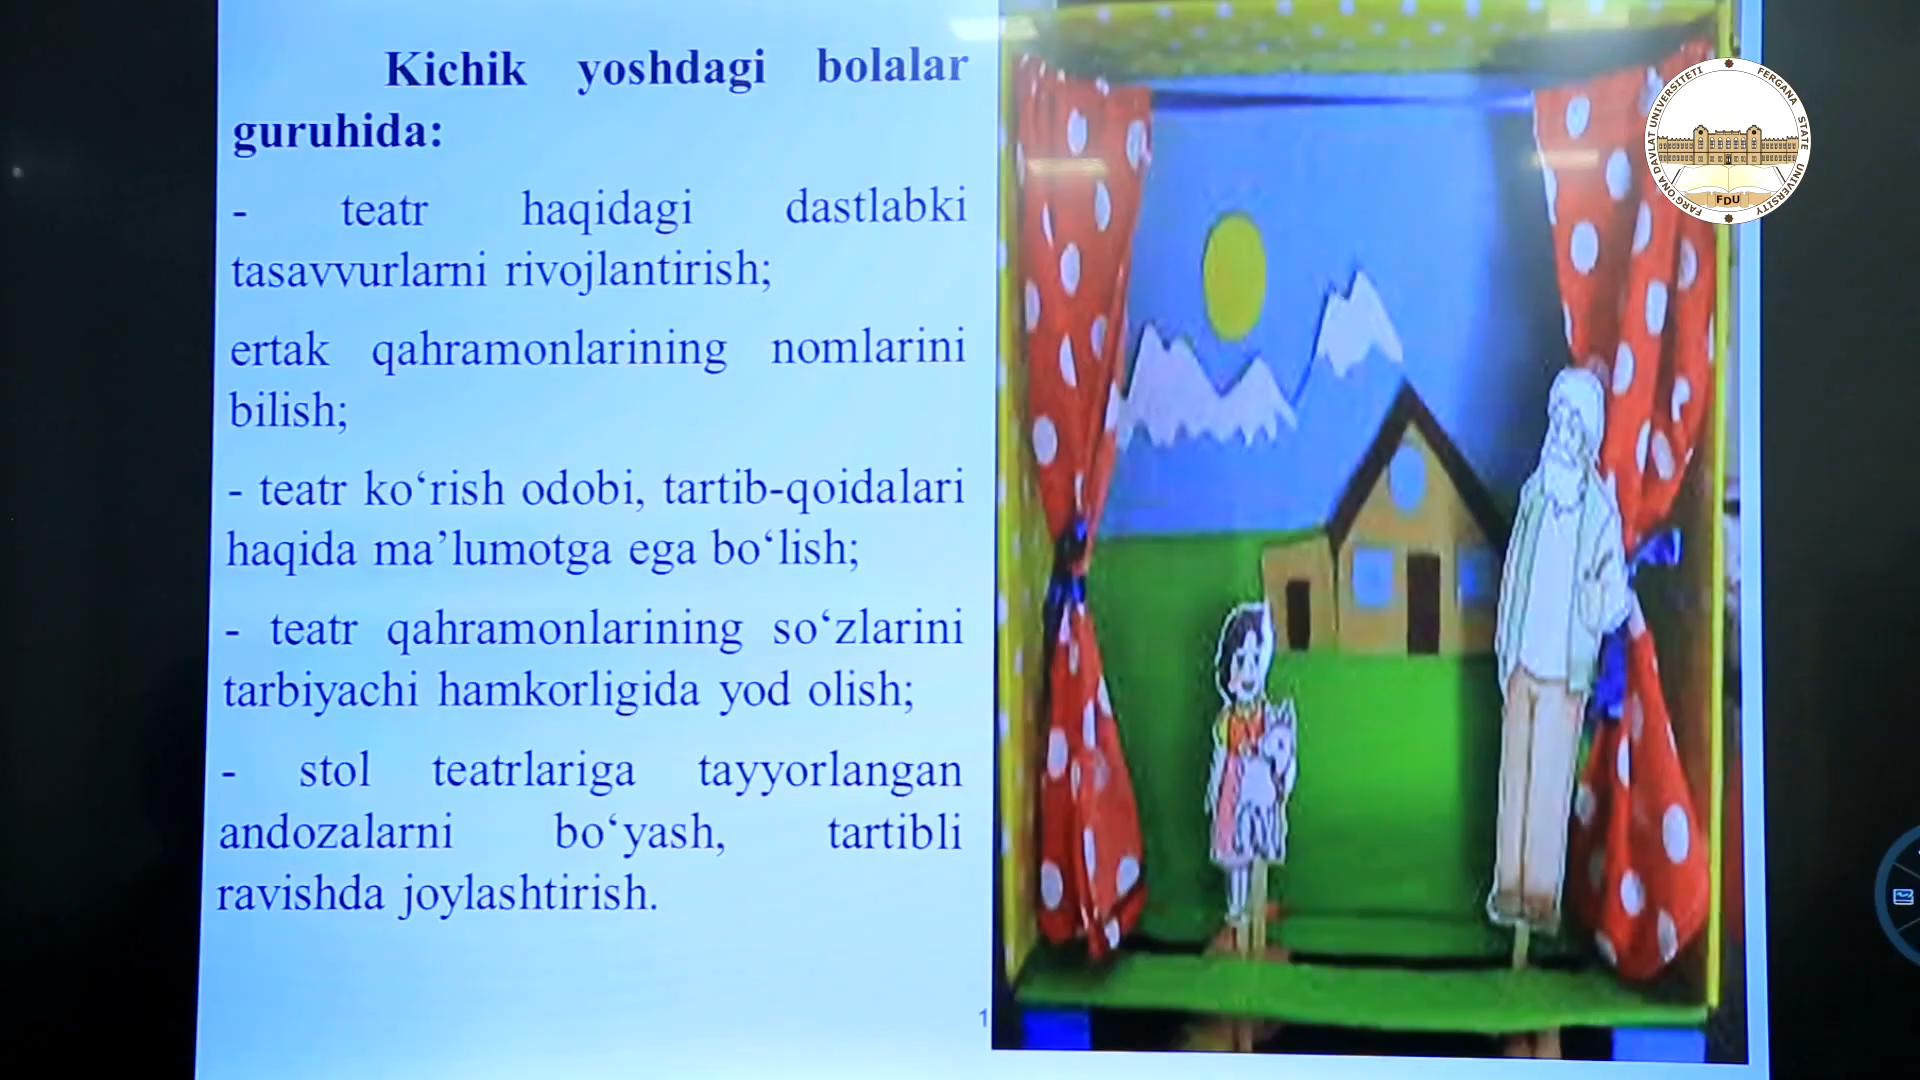 Kichik yoshdagi bolalar
guruhida:
- teatr haqidagi dastlabki
tasavvurlarni rivojlantirish;
ertak qahramonlarining nomlarini
bilish;
- teatr ko‘rish odobi, tartib-qoidalari
haqida ma’lumotga ega bo‘lish;
- teatr qahramonlarining so‘zlarini
tarbiyachi hamkorligida yod olish;
- stol teatrlariga tayyorlangan
andozalarni bo‘yash, tartibli
ravishda joylashtirish.
1
FARG'ONA DAVLAT UNIVERSITETI
FERGANA STATE UNIVERSITY
FDU